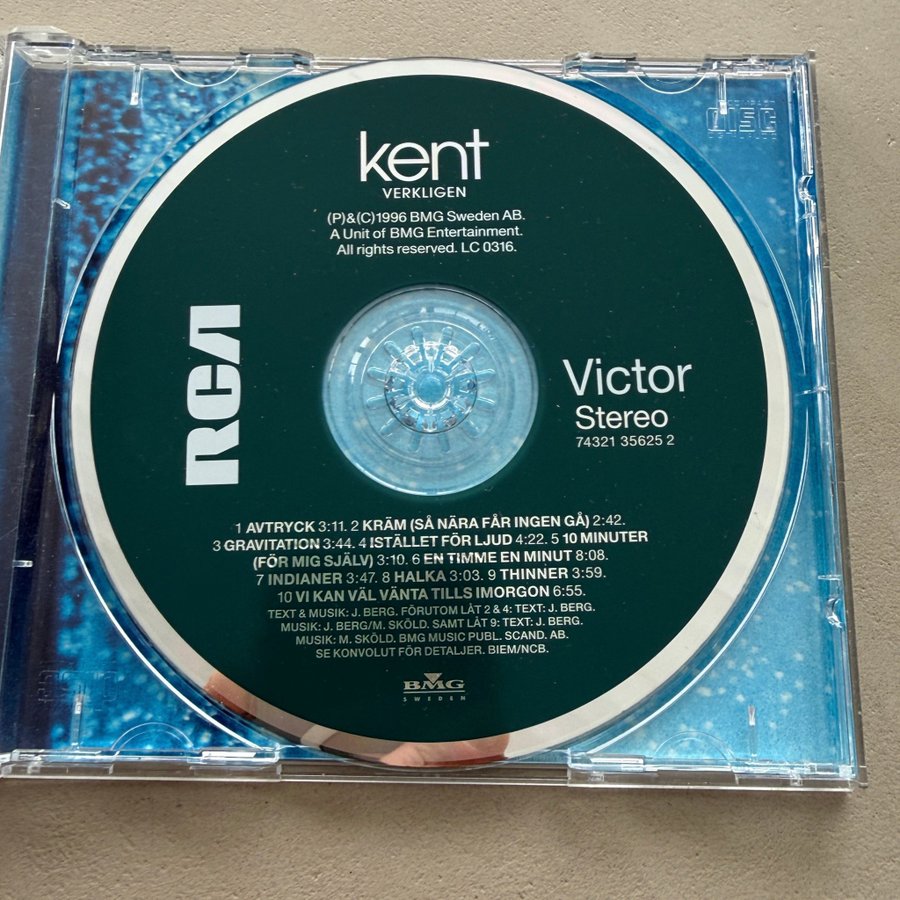 COMPACT
disc
kent
VERKLIGEN
(P)&(C)1996 BMG Sweden AB.
A Unit of BMG Entertainment.
All rights reserved. LC 0316.
RCA
Victor
Stereo
74321 35625 2
1 AVTRYCK 3:11. 2 KRÄM (SÅ NÄRA FÅR INGEN GÅ) 2:42.
3 GRAVITATION 3:44. 4 ISTÄLLET FÖR LJUD 4:22. 5 10 MINUTER
(FÖR MIG SJÄLV) 3:10. 6 EN TIMME EN MINUT 8:08.
7 INDIANER 3:47. 8 HALKA 3:03. 9 THINNER 3:59.
10 VI KAN VÄL VÄNTA TILLS IMORGON 6:55.
TEXT & MUSIK: J. BERG. FÖRUTOM LÅT 2 & 4: TEXT: J. BERG.
MUSIK: J. BERG/M. SKÖLD. SAMT LÅT 9: TEXT: J. BERG.
MUSIK: M. SKÖLD. BMG MUSIC PUBL. SCAND. AB.
SE KONVOLUT FÖR DETALJER. BIEM/NCB.
BMG
SWEDEN